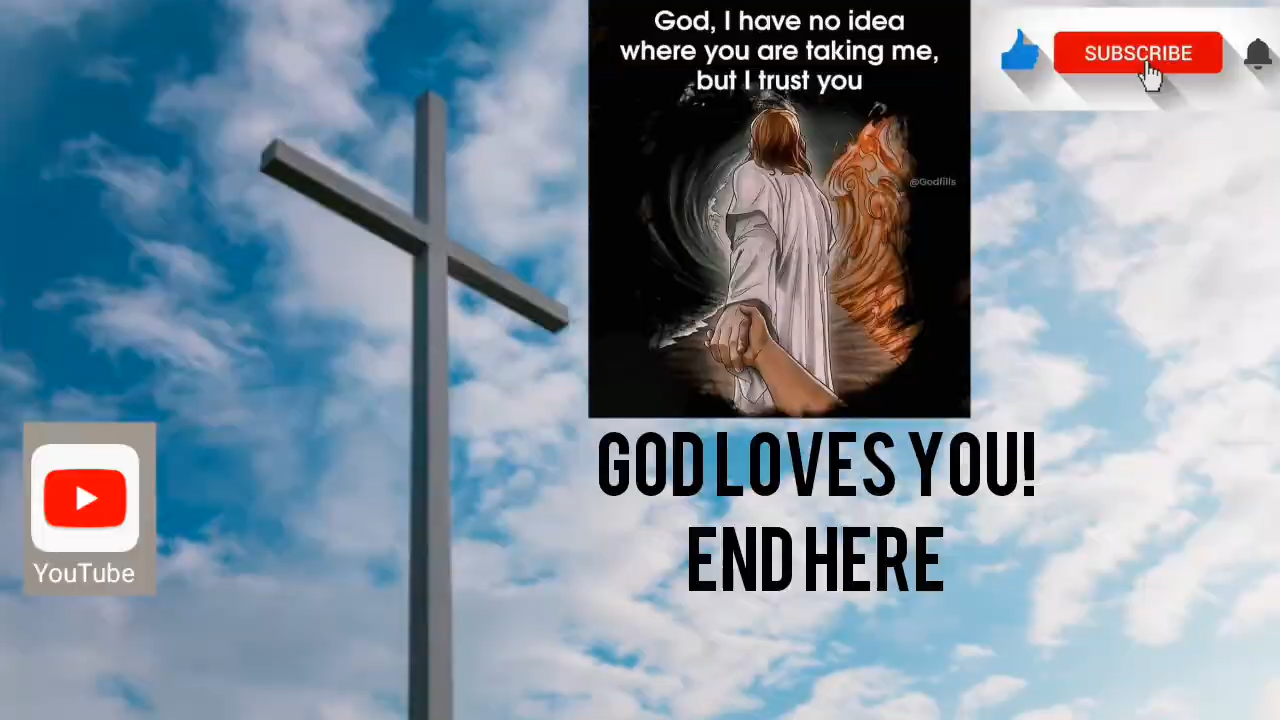 God, I have no idea
where you are taking me,
but I trust you
@Godfills
SUBSCRIBE
GOD LOVES YOU!
END HERE
YouTube